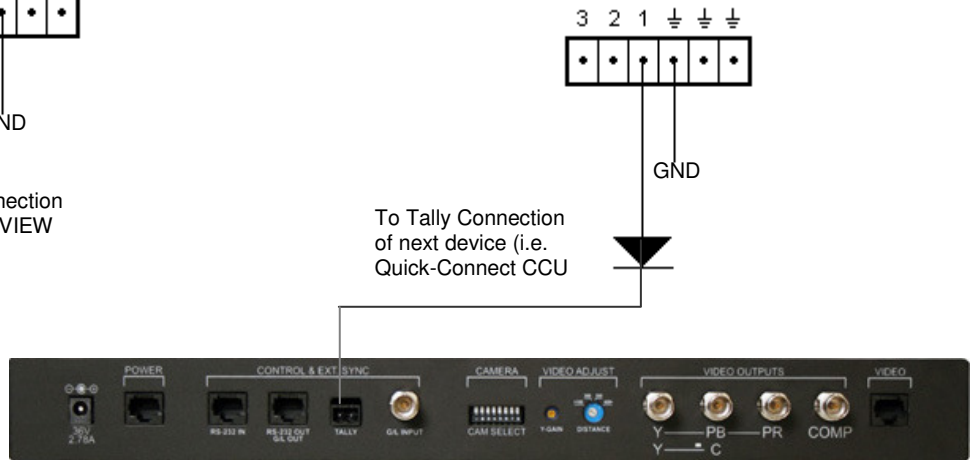 3 2 1
ND
GND
nection
VIEW
To Tally Connection
of next device (i.e.
Quick-Connect CCU
POWER
CONTROL & EXT. SYNC
CAMERA
VIDEO ADJUST
VIDEO OUTPUTS
VIDEO
36V
2.78A
RS-232 IN
RS-232 OUT
G/L OUT
TALLY
G/L INPUT
CAM SELECT
Y-GAIN
DISTANCE
Y PB PR COMP
Y C